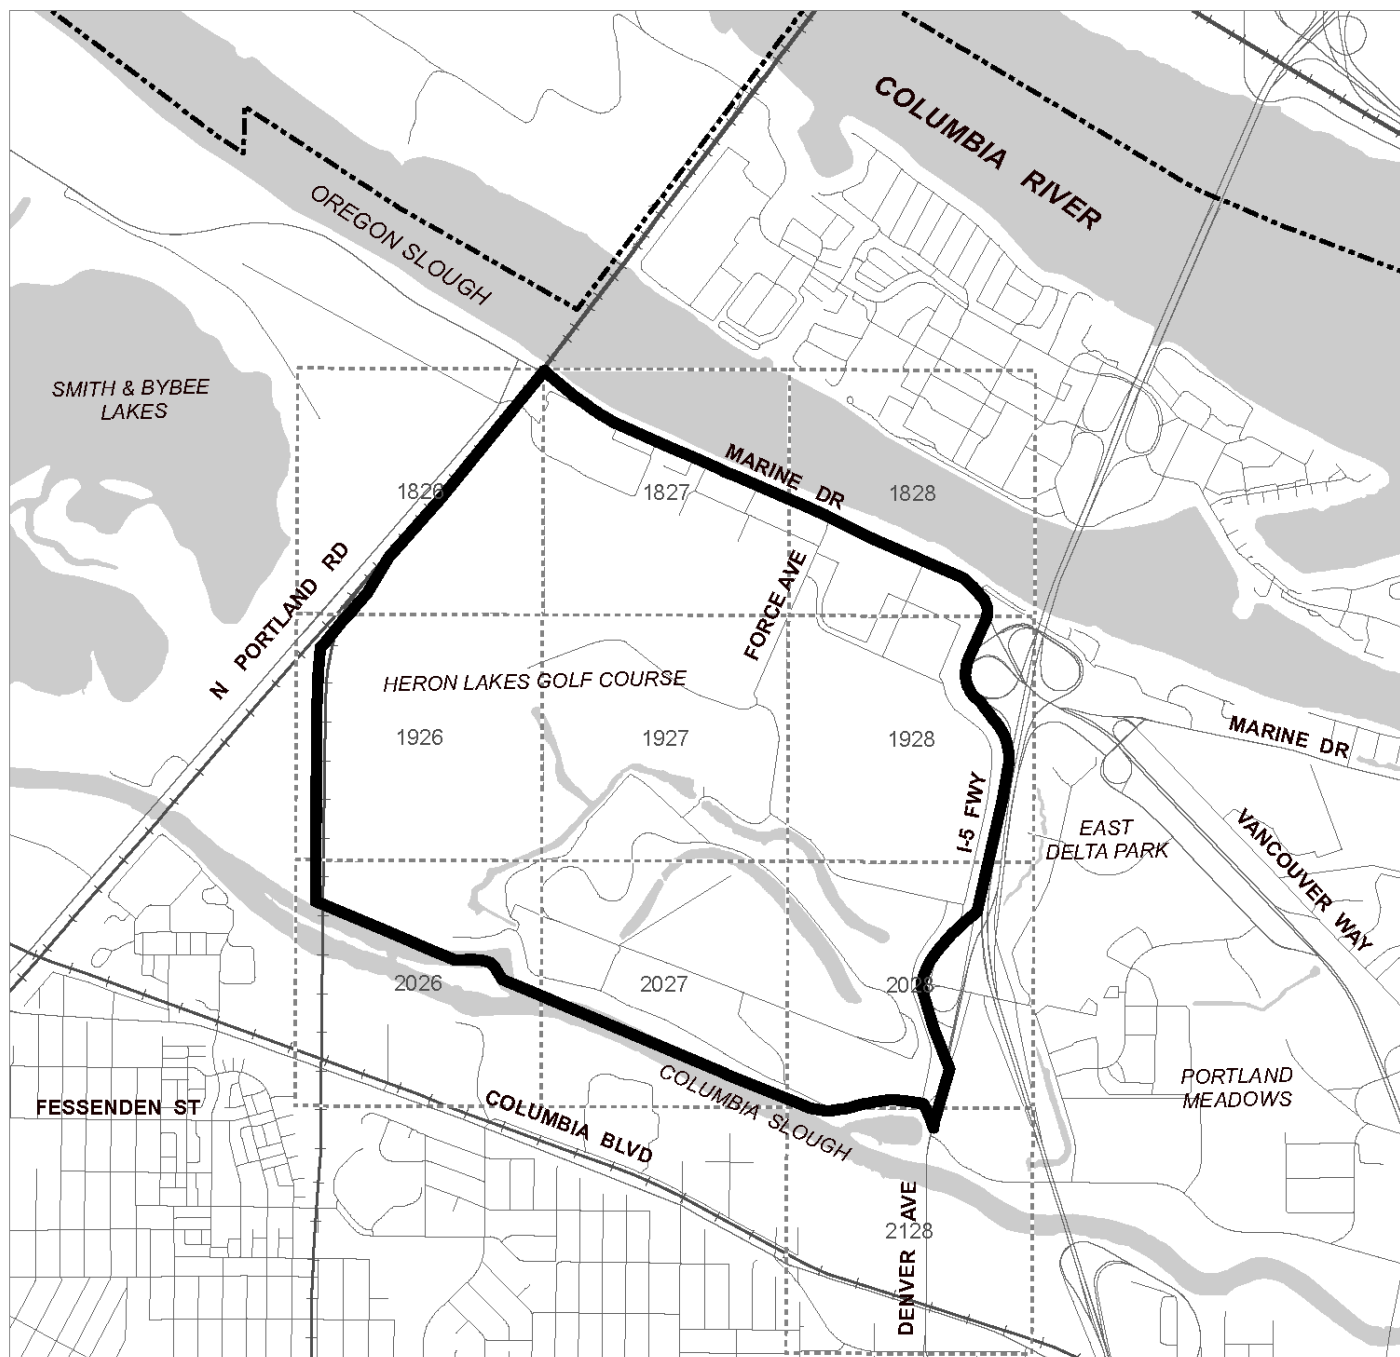 COLUMBIA RIVER
OREGON SLOUGH
SMITH & BYBEE
LAKES
MARINE DR
1826
1827
1828
N PORTLAND RD
FORCE AVE
HERON LAKES GOLF COURSE
1926
1927
1928
MARINE DR
I-5 FWY
EAST
DELTA PARK
VANCOUVER WAY
2026
2027
2028
COLUMBIA SLOUGH
PORTLAND
MEADOWS
FESSENDEN ST
COLUMBIA BLVD
DENVER AVE
2128